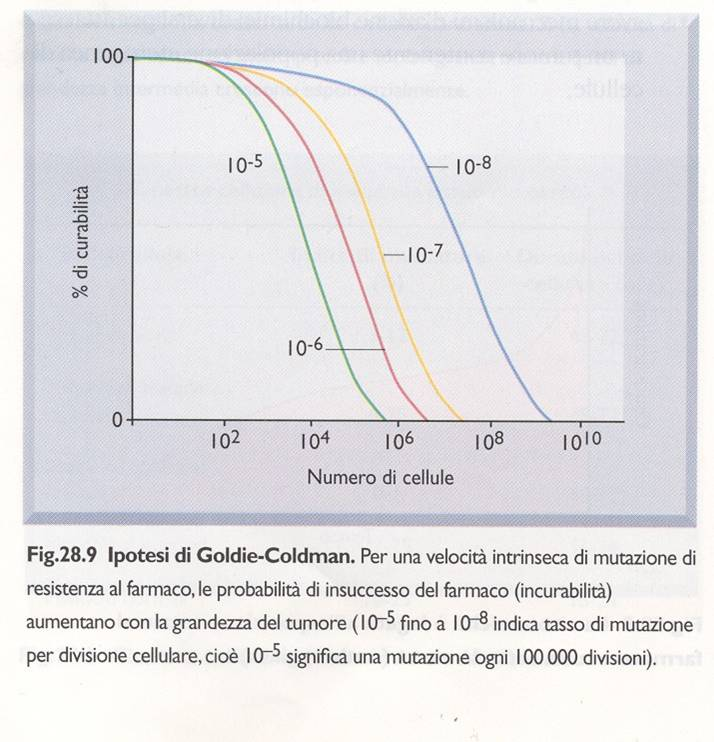 100
10-5
10-8
% di curabilità
10-7
10-6
0
10² 10⁴ 10⁶ 10⁸ 10¹⁰
Numero di cellule
Fig.28.9 Ipotesi di Goldie-Coldman. Per una velocità intrinseca di mutazione di
resistenza al farmaco, le probabilità di insuccesso del farmaco (incurabilità)
aumentano con la grandezza del tumore (10⁻⁵ fino a 10⁻⁸ indica tasso di mutazione
per divisione cellulare, cioè 10⁻⁵ significa una mutazione ogni 100 000 divisioni).